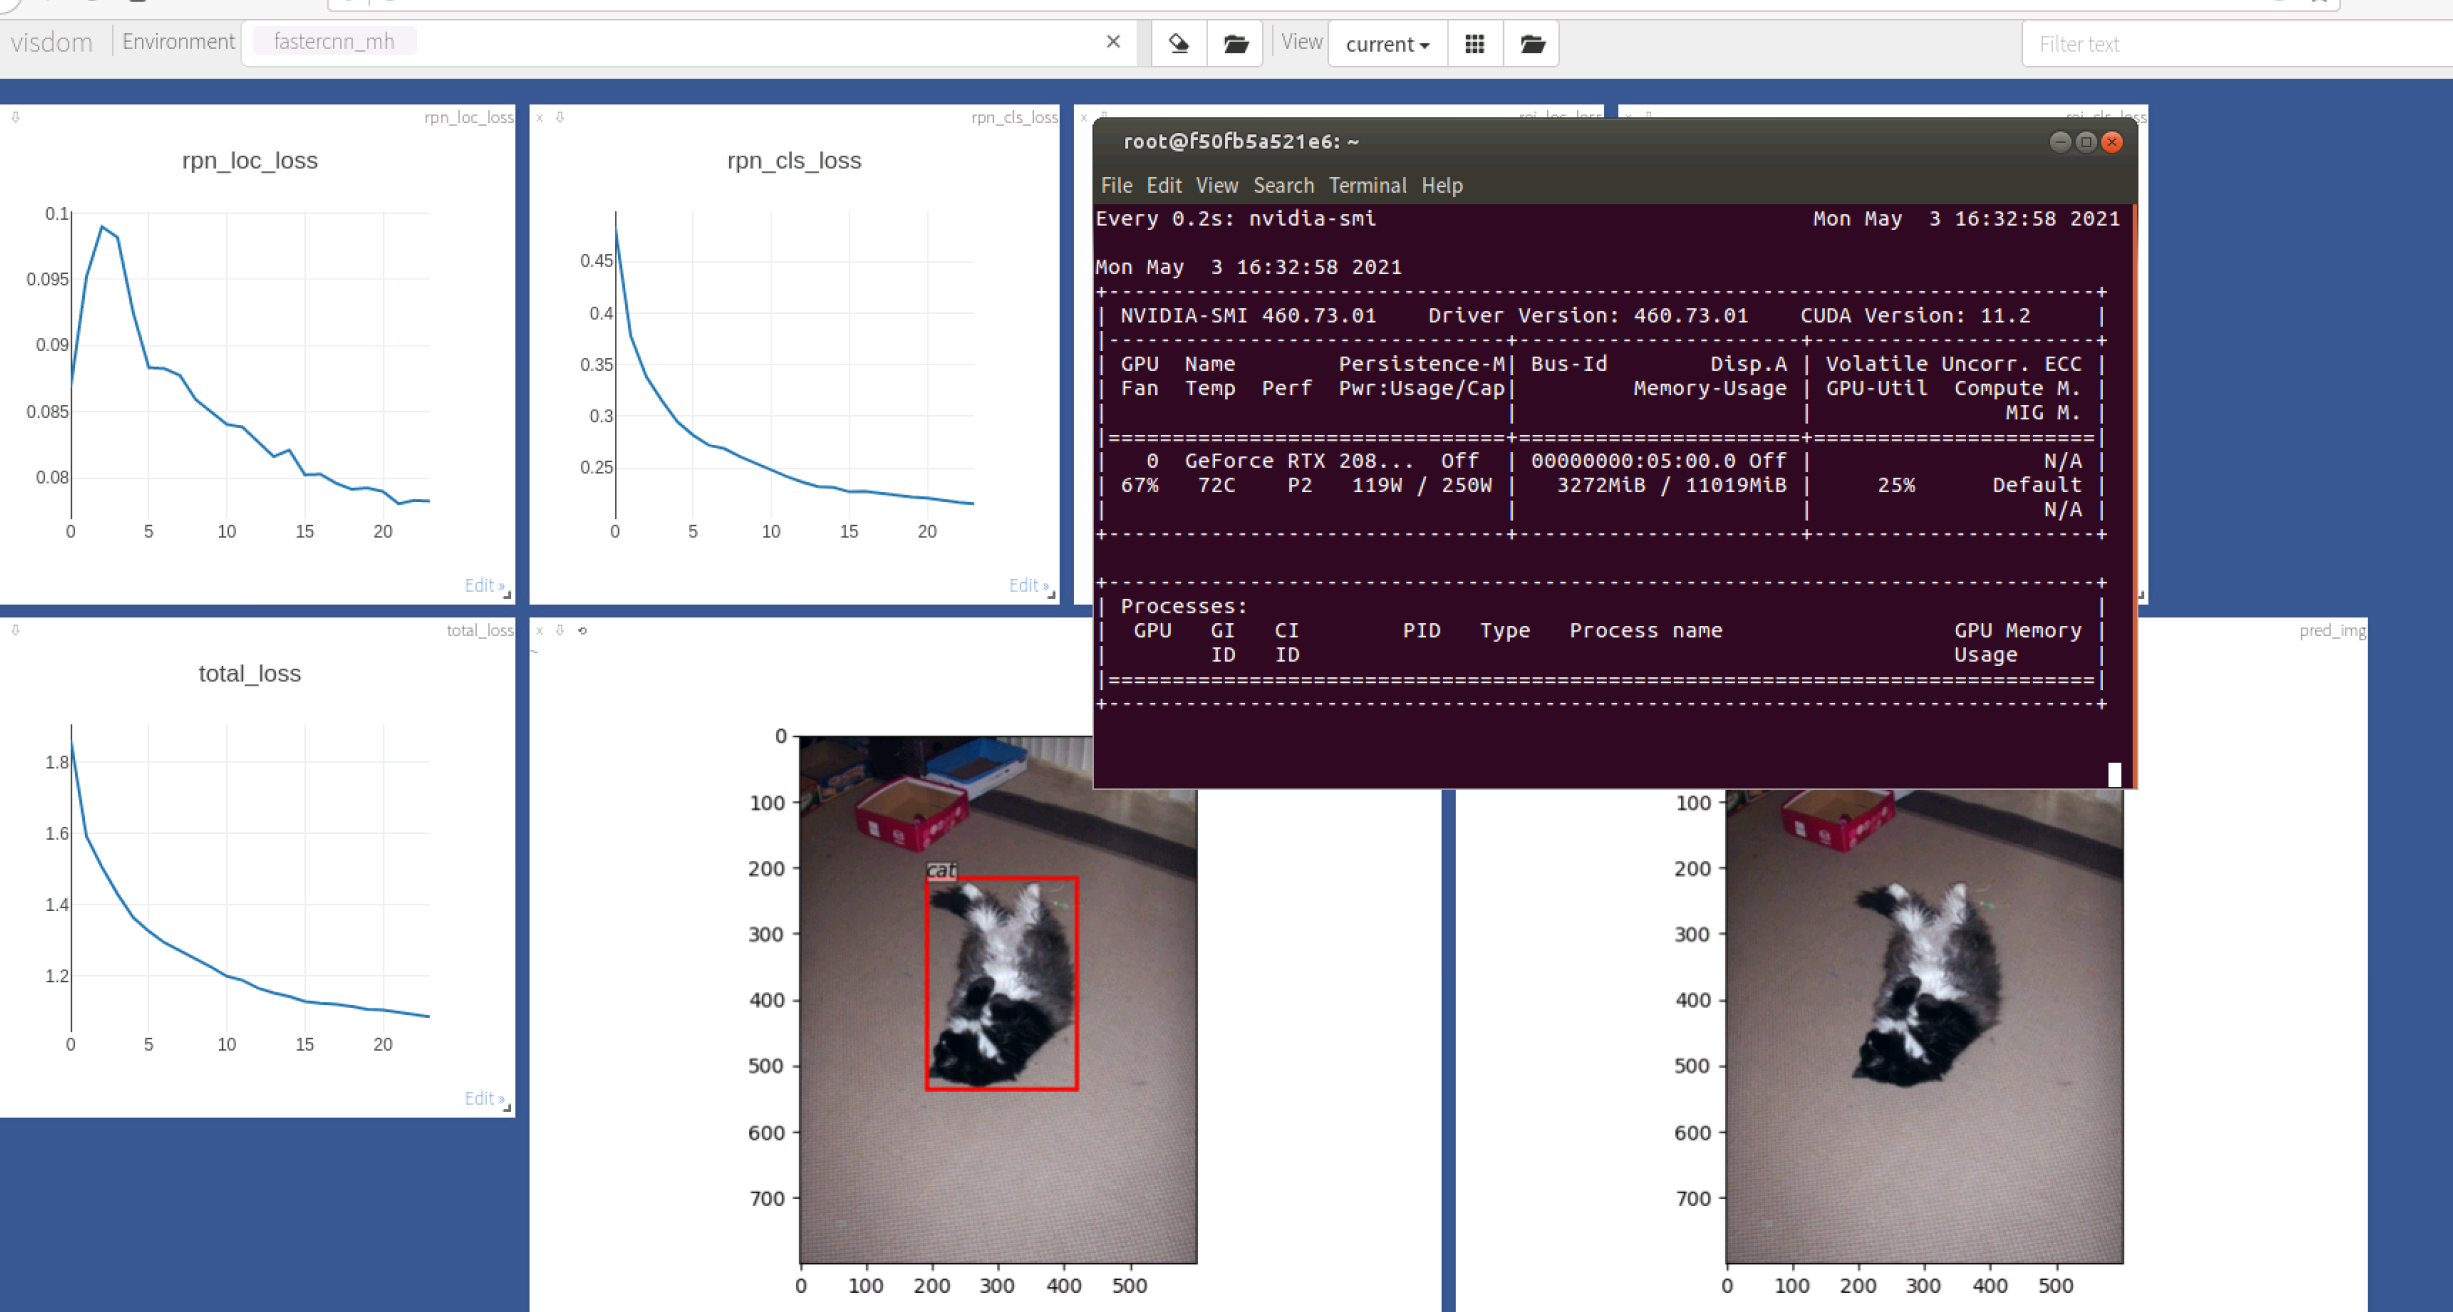 visdom Environment fastercnn_mh × View current Filter text
rpn_loc_loss
rpn_loc_loss
0.1
0.095
0.09
0.085
0.08
0 5 10 15 20
Edit »
x rpn_cls_loss
rpn_cls_loss
0.45
0.4
0.35
0.3
0.25
0 5 10 15 20
Edit »
x
root@f50fb5a521e6: ~
File Edit View Search Terminal Help
Every 0.2s: nvidia-smi Mon May  3 16:32:58 2021
Mon May  3 16:32:58 2021
+-----------------------------------------------------------------------------+
| NVIDIA-SMI 460.73.01    Driver Version: 460.73.01    CUDA Version: 11.2     |
|-------------------------------+----------------------+----------------------+
| GPU  Name        Persistence-M| Bus-Id        Disp.A | Volatile Uncorr. ECC |
| Fan  Temp  Perf  Pwr:Usage/Cap|         Memory-Usage | GPU-Util  Compute M. |
|                               |                      |               MIG M. |
|===============================+======================+======================|
|   0  GeForce RTX 208...  Off  | 00000000:05:00.0 Off |                  N/A |
| 67%   72C    P2   119W / 250W |   3272MiB / 11019MiB |     25%      Default |
|                               |                      |                  N/A |
+-------------------------------+----------------------+----------------------+
+-----------------------------------------------------------------------------+
| Processes:                                                                  |
|  GPU   GI   CI        PID   Type   Process name                  GPU Memory |
|        ID   ID                                                   Usage      |
|=============================================================================|
+-----------------------------------------------------------------------------+
total_loss
total_loss
1.8
1.6
1.4
1.2
0 5 10 15 20
Edit »
x
0
100
200
300
400
500
600
700
cat
0 100 200 300 400 500
pred_img
100
200
300
400
500
600
700
0 100 200 300 400 500